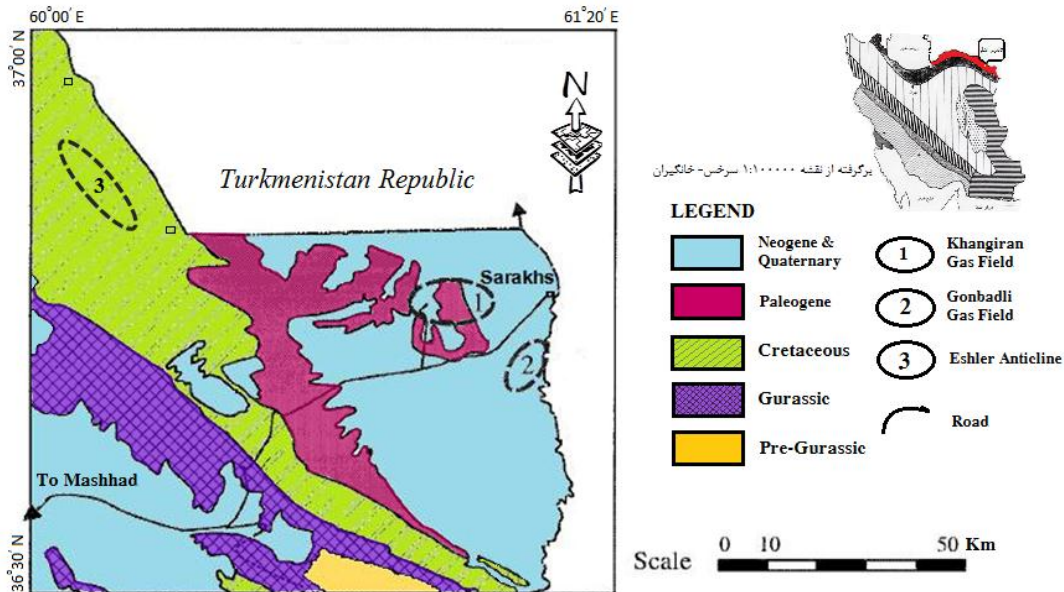 60°00′ E
61°20′ E
37°00′ N
N
3
Turkmenistan Republic
Sarakhs
1
2
To Mashhad
36°30′ N
برگرفته از نقشه ۱:۱۰۰۰۰۰ سرخس- خانگیران
LEGEND
Neogene &
Quaternary
Paleogene
Cretaceous
Gurassic
Pre-Gurassic
1
Khangiran
Gas Field
2
Gonbadli
Gas Field
3
Eshler Anticline
Road
Scale
0 10 50 Km